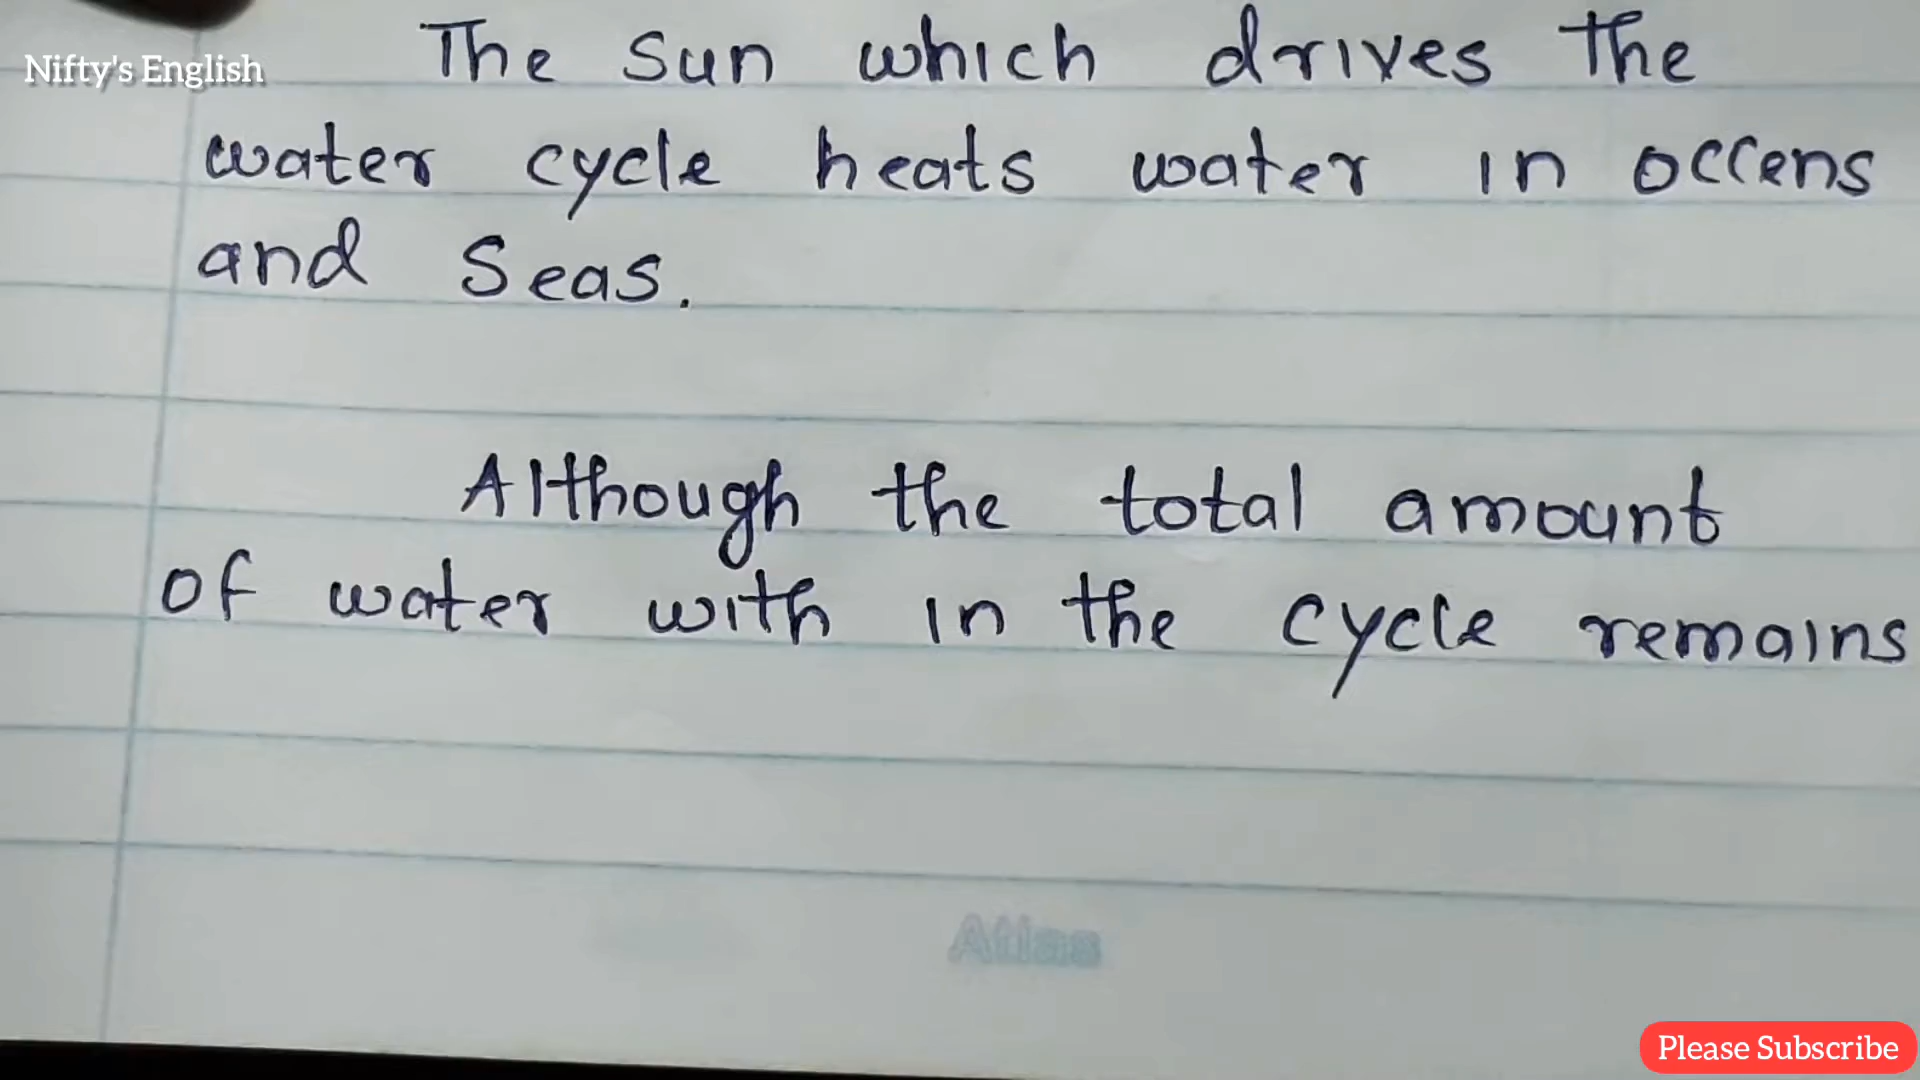 Nifty's English
The Sun which drives the
water cycle heats water in occens
and Seas.
Although the total amount
of water with in the cycle remains
Atlas
Please Subscribe